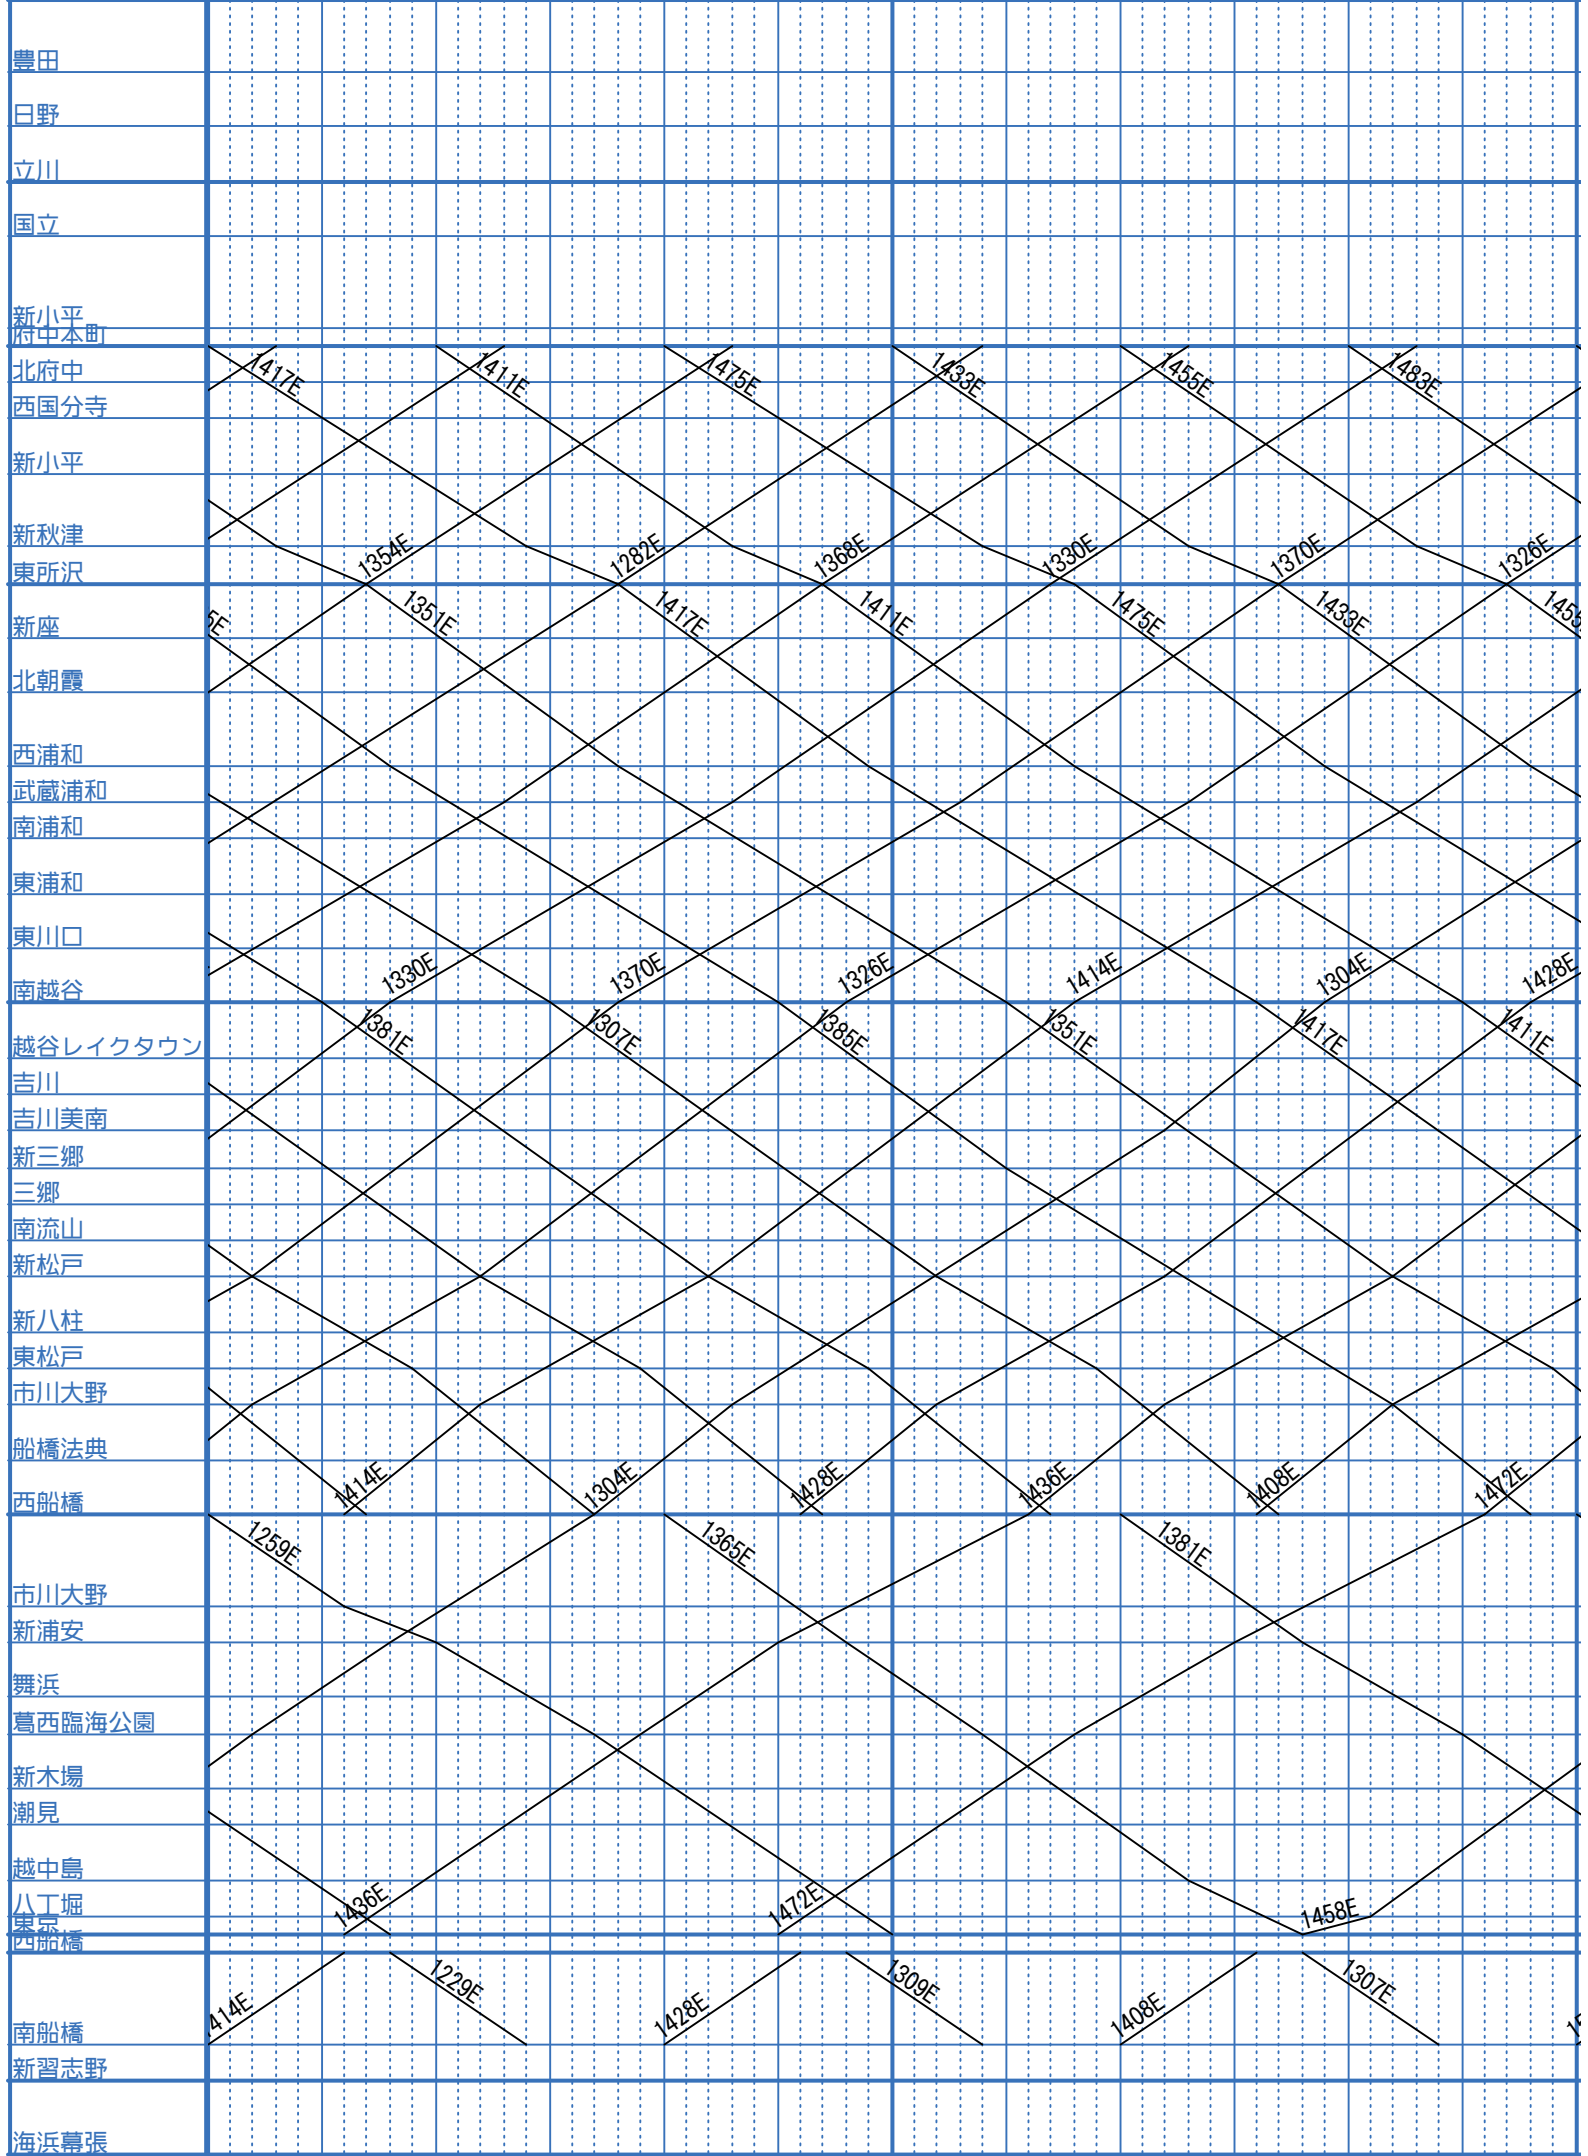 豊田
日野
立川
国立
新小平
府中本町
北府中
1417E 1411E 1475E 1433E 1455E 1483E
西国分寺
新小平
新秋津
1354E 1282E 1368E 1330E 1370E 1326E
東所沢
1351E 1417E 1411E 1475E 1433E 1455
新座
5E
北朝霞
西浦和
武蔵浦和
南浦和
東浦和
東川口
1330E 1370E 1326E 1414E 1304E 1428E
南越谷
1381E 1307E 1385E 1351E 1417E 1411E
越谷レイクタウン
吉川
吉川美南
新三郷
三郷
南流山
新松戸
新八柱
東松戸
市川大野
船橋法典
1414E 1304E 1428E 1436E 1408E 1472E
西船橋
1259E 1365E 1381E
市川大野
新浦安
舞浜
葛西臨海公園
新木場
潮見
越中島
八丁堀
1436E 1472E 1458E
東京
西船橋
1229E 1309E 1307E
414E 1428E 1408E
南船橋
新習志野
海浜幕張